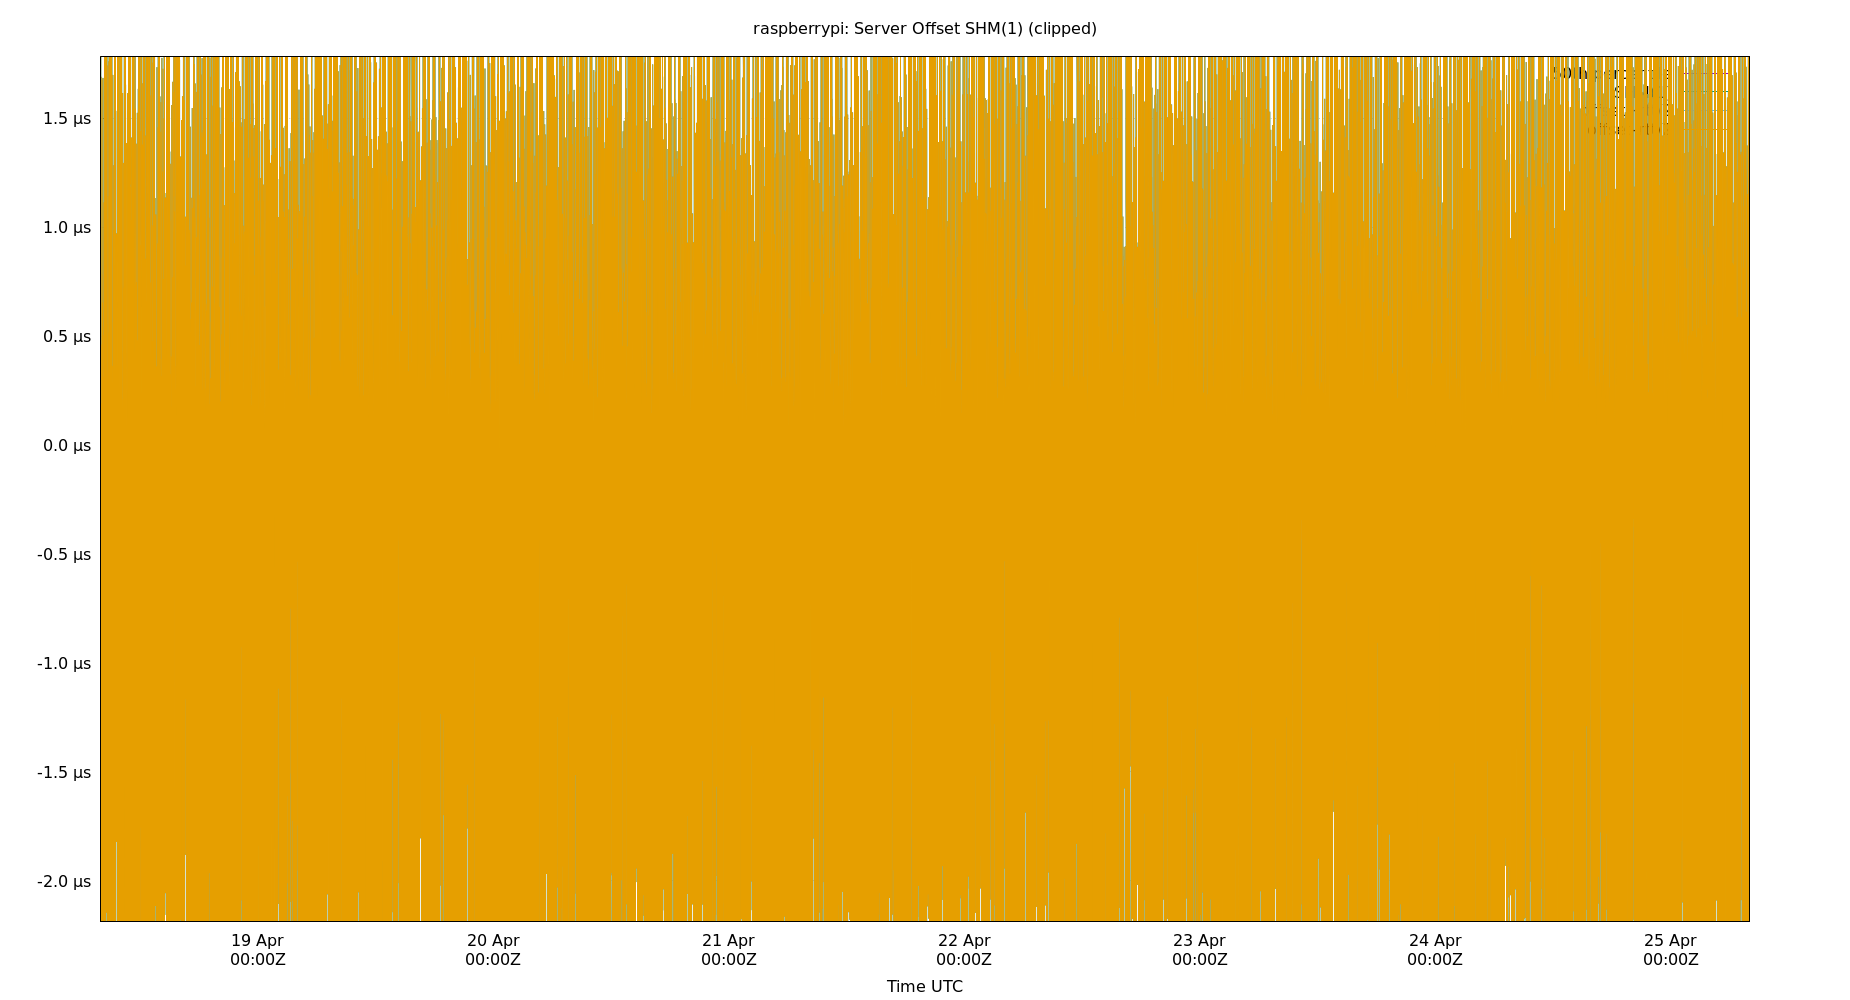 raspberrypi: Server Offset SHM(1) (clipped)
1.5 µs
1.0 µs
0.5 µs
0.0 µs
-0.5 µs
-1.0 µs
-1.5 µs
-2.0 µs
19 Apr 20 Apr 21 Apr 22 Apr 23 Apr 24 Apr 25 Apr
00:00Z 00:00Z 00:00Z 00:00Z 00:00Z 00:00Z 00:00Z
Time UTC